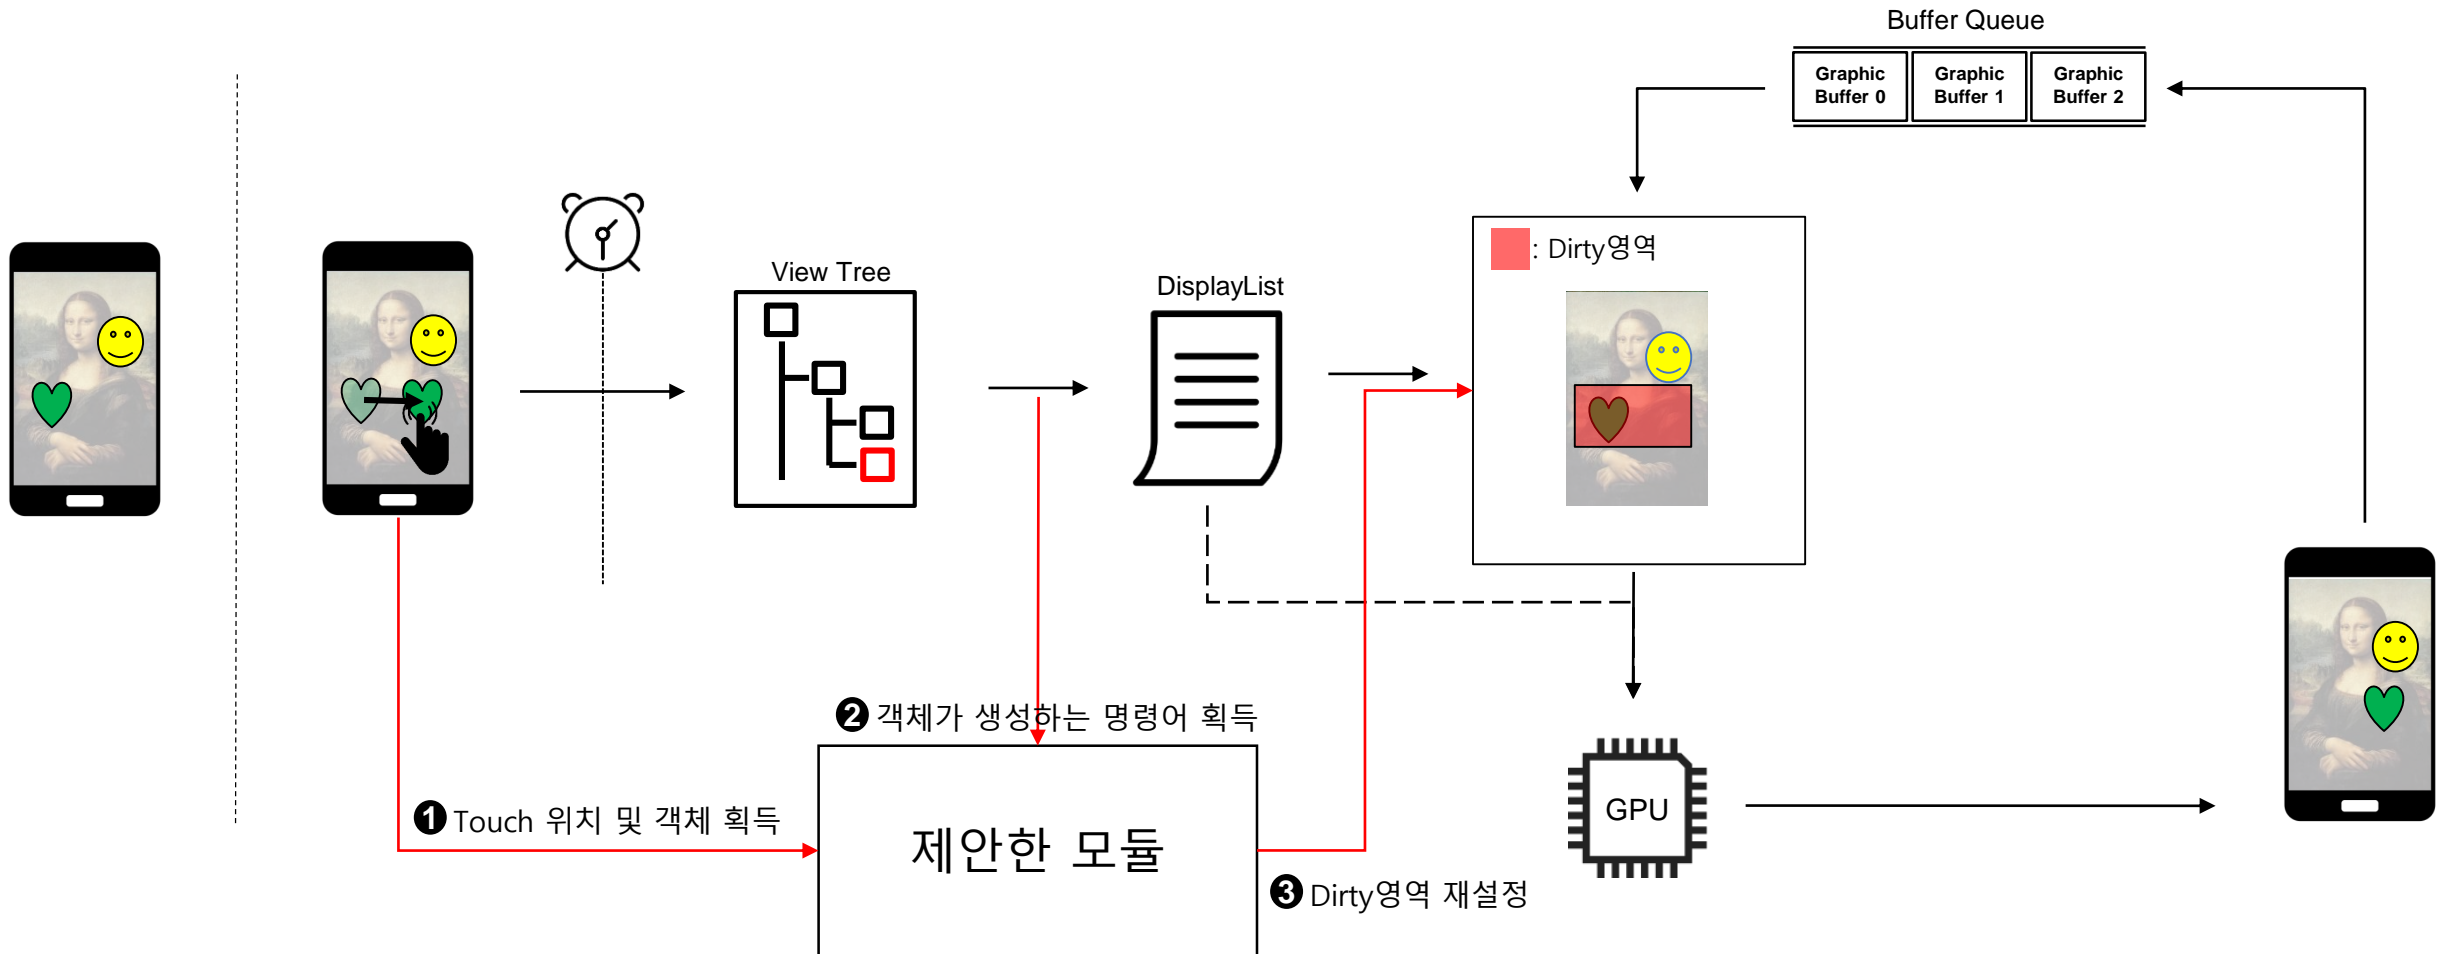 Buffer Queue
Graphic
Buffer 0
Graphic
Buffer 1
Graphic
Buffer 2
: Dirty영역
View Tree
DisplayList
❷ 객체가 생성하는 명령어 획득
❶ Touch 위치 및 객체 획득
제안한 모듈
GPU
❸ Dirty영역 재설정